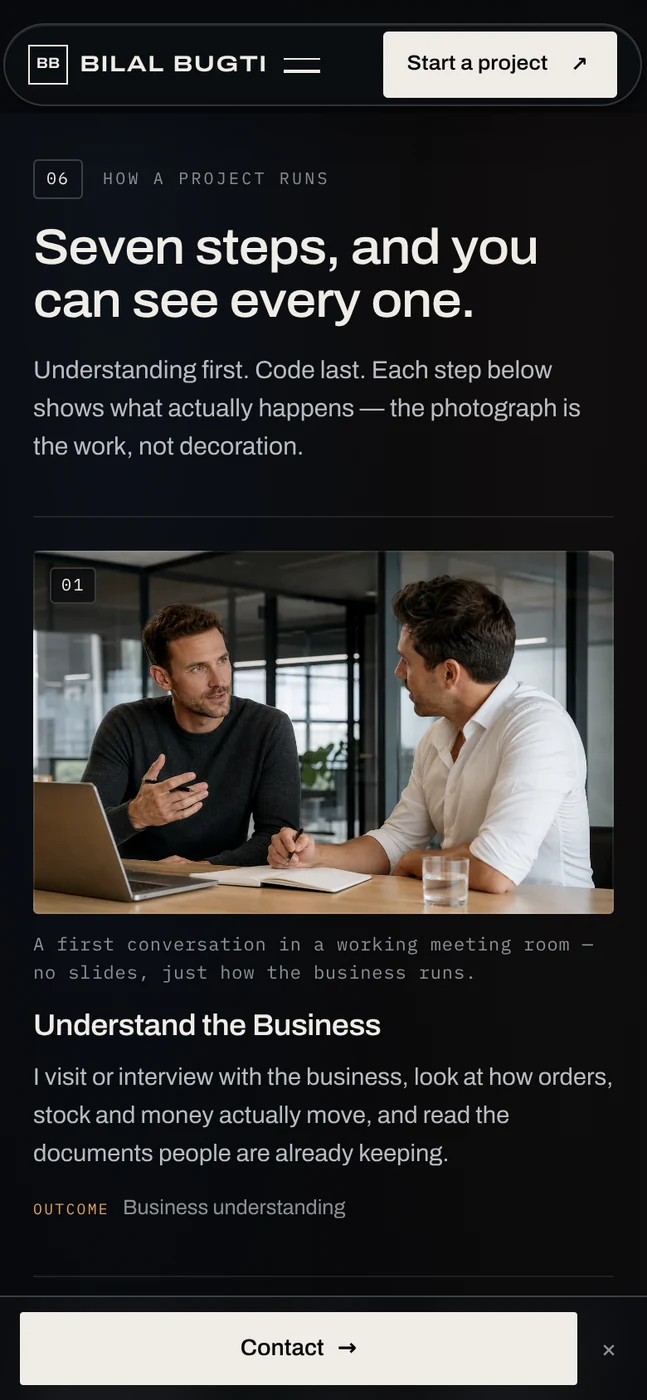 BB BILAL BUGTI
Start a project ↗
06 HOW A PROJECT RUNS
Seven steps, and you
can see every one.
Understanding first. Code last. Each step below
shows what actually happens — the photograph is
the work, not decoration.
01
A first conversation in a working meeting room —
no slides, just how the business runs.
Understand the Business
I visit or interview with the business, look at how orders,
stock and money actually move, and read the
documents people are already keeping.
OUTCOME Business understanding
Contact →
×